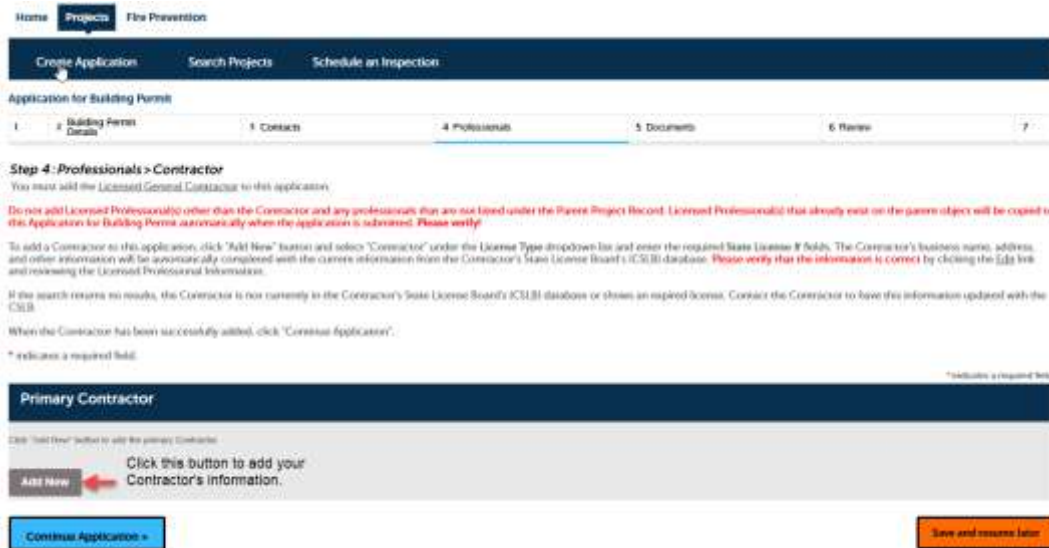 Home Projects Fire Prevention
Create Application Search Projects Schedule an Inspection
Application for Building Permit
1 2 Building Permit Details 3 Contacts 4 Professionals 5 Documents 6 Review 7
Step 4: Professionals > Contractor
You must add the Licensed General Contractor to this application.
Do not add Licensed Professional(s) other than the Contractor and any professionals that are not listed under the Parent Project Record. Licensed Professional(s) that already exist on the parent object will be copied to
this Application for Building Permit automatically when the application is submitted. Please verify!
To add a Contractor to this application, click "Add New" button and select "Contractor" under the License Type dropdown list and enter the required State License # fields. The Contractor's business name, address,
and other information will be automatically completed with the current information from the Contractor's State License Board's (CSLB) database. Please verify that the information is correct by clicking the Edit link
and reviewing the Licensed Professional Information.
If the search returns no results, the Contractor is not currently in the Contractor's State License Board's (CSLB) database or shows an expired license. Contact the Contractor to have this information updated with the
CSLB.
When the Contractor has been successfully added, click "Continue Application".
* indicates a required field.
* indicates a required field
Primary Contractor
Click "Add New" button to add the primary Contractor.
Click this button to add your
Add New Contractor's information.
Continue Application » Save and resume later